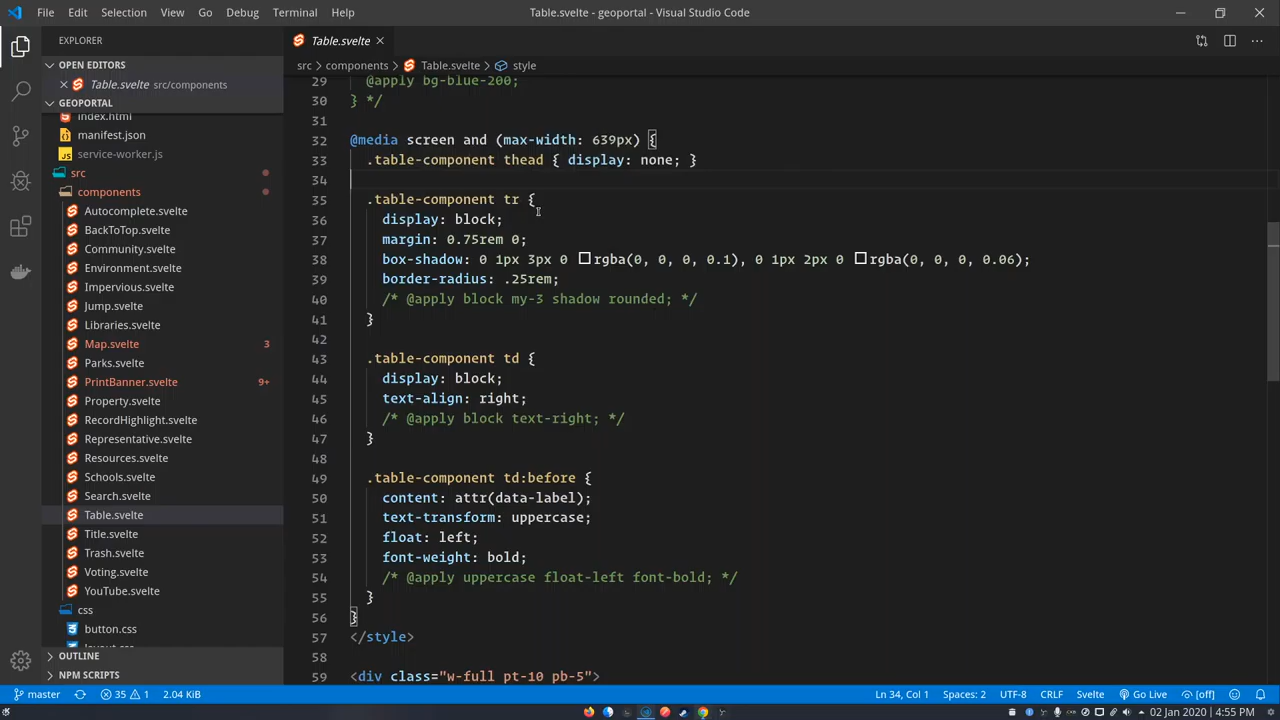 File Edit Selection View Go Debug Terminal Help
Table.svelte - geoportal - Visual Studio Code
EXPLORER
OPEN EDITORS
Table.svelte src/components
GEOPORTAL
index.html
manifest.json
service-worker.js
src
components
Autocomplete.svelte
BackToTop.svelte
Community.svelte
Environment.svelte
Impervious.svelte
Jump.svelte
Libraries.svelte
Map.svelte 3
Parks.svelte
PrintBanner.svelte 9+
Property.svelte
RecordHighlight.svelte
Representative.svelte
Resources.svelte
Schools.svelte
Search.svelte
Table.svelte
Title.svelte
Trash.svelte
Voting.svelte
YouTube.svelte
css
button.css
OUTLINE
NPM SCRIPTS
Table.svelte
src > components > Table.svelte > style
29 @apply bg-blue-200;
30 } */
31
32 @media screen and (max-width: 639px) {
33 .table-component thead { display: none; }
34
35 .table-component tr {
36 display: block;
37 margin: 0.75rem 0;
38 box-shadow: 0 1px 3px 0 rgba(0, 0, 0, 0.1), 0 1px 2px 0 rgba(0, 0, 0, 0.06);
39 border-radius: .25rem;
40 /* @apply block my-3 shadow rounded; */
41 }
42
43 .table-component td {
44 display: block;
45 text-align: right;
46 /* @apply block text-right; */
47 }
48
49 .table-component td:before {
50 content: attr(data-label);
51 text-transform: uppercase;
52 float: left;
53 font-weight: bold;
54 /* @apply uppercase float-left font-bold; */
55 }
56 }
57 </style>
58
59 <div class="w-full pt-10 pb-5">
master 35 1 2.04 KiB
Ln 34, Col 1 Spaces: 2 UTF-8 CRLF Svelte Go Live [off]
02 Jan 2020 | 4:55 PM